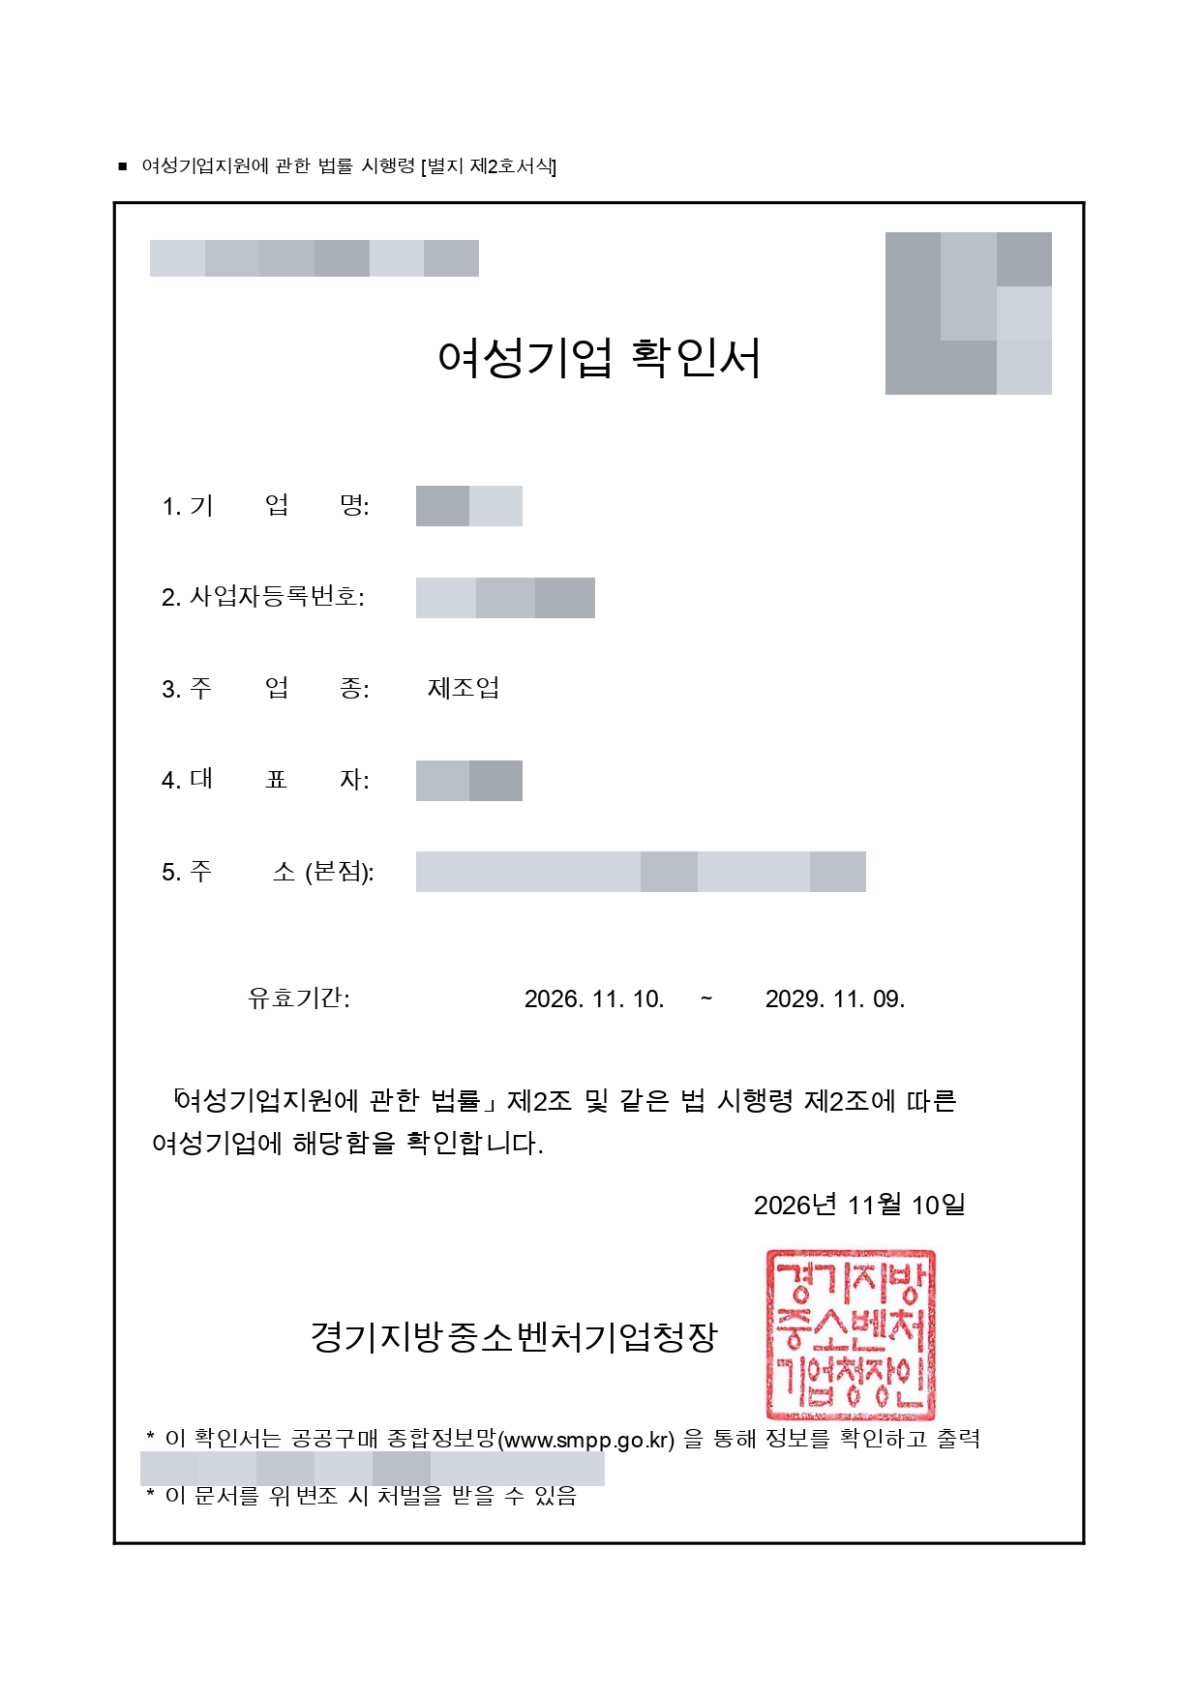 ■ 여성기업지원에 관한 법률 시행령 [별지 제2호서식]
여성기업 확인서
1. 기 업 명:
2. 사업자등록번호:
3. 주 업 종: 제조업
4. 대 표 자:
5. 주 소 (본점):
유효기간: 2026. 11. 10. ~ 2029. 11. 09.
「여성기업지원에 관한 법률」제2조 및 같은 법 시행령 제2조에 따른
여성기업에 해당함을 확인합니다.
2026년 11월 10일
경기지방중소벤처기업청장
경기지방
중소벤처
기업청장인
* 이 확인서는 공공구매 종합정보망(www.smpp.go.kr) 을 통해 정보를 확인하고 출력
* 이 문서를 위변조 시 처벌을 받을 수 있음